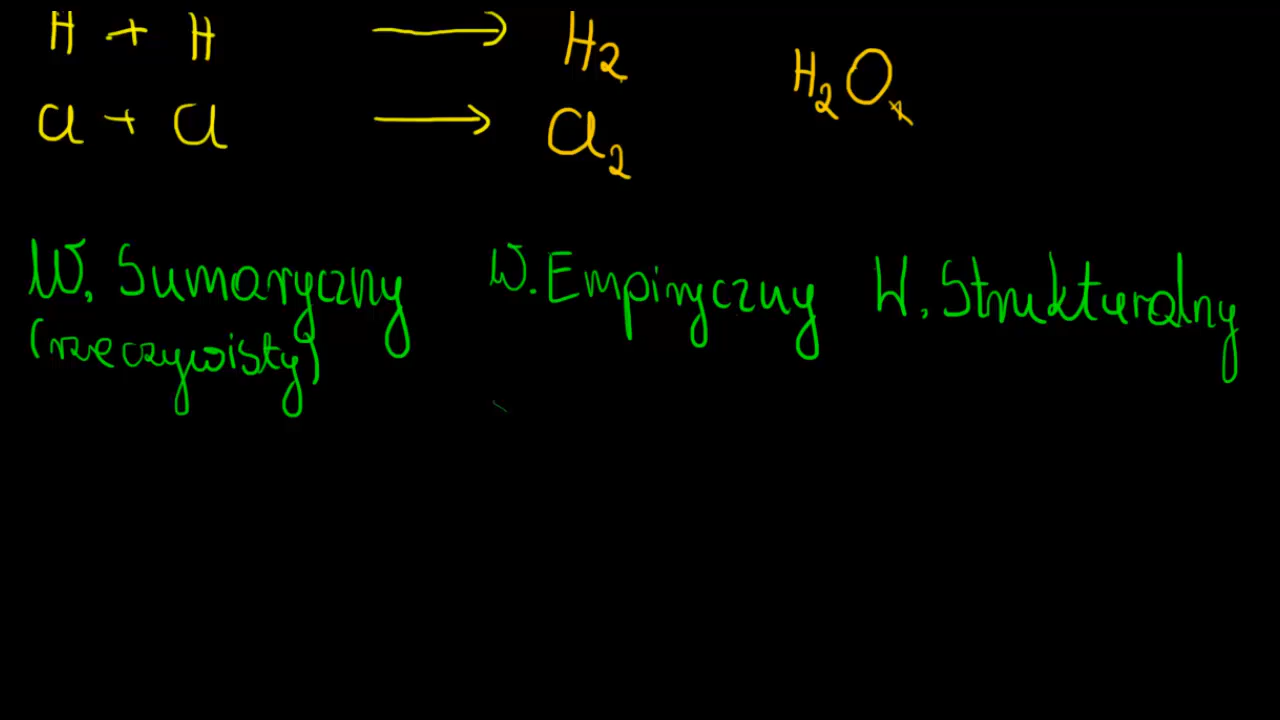 H + H → H₂
H₂O
Cl + Cl → Cl₂
W. Sumaryczny W. Empiryczny W. Strukturalny
(rzeczywisty)